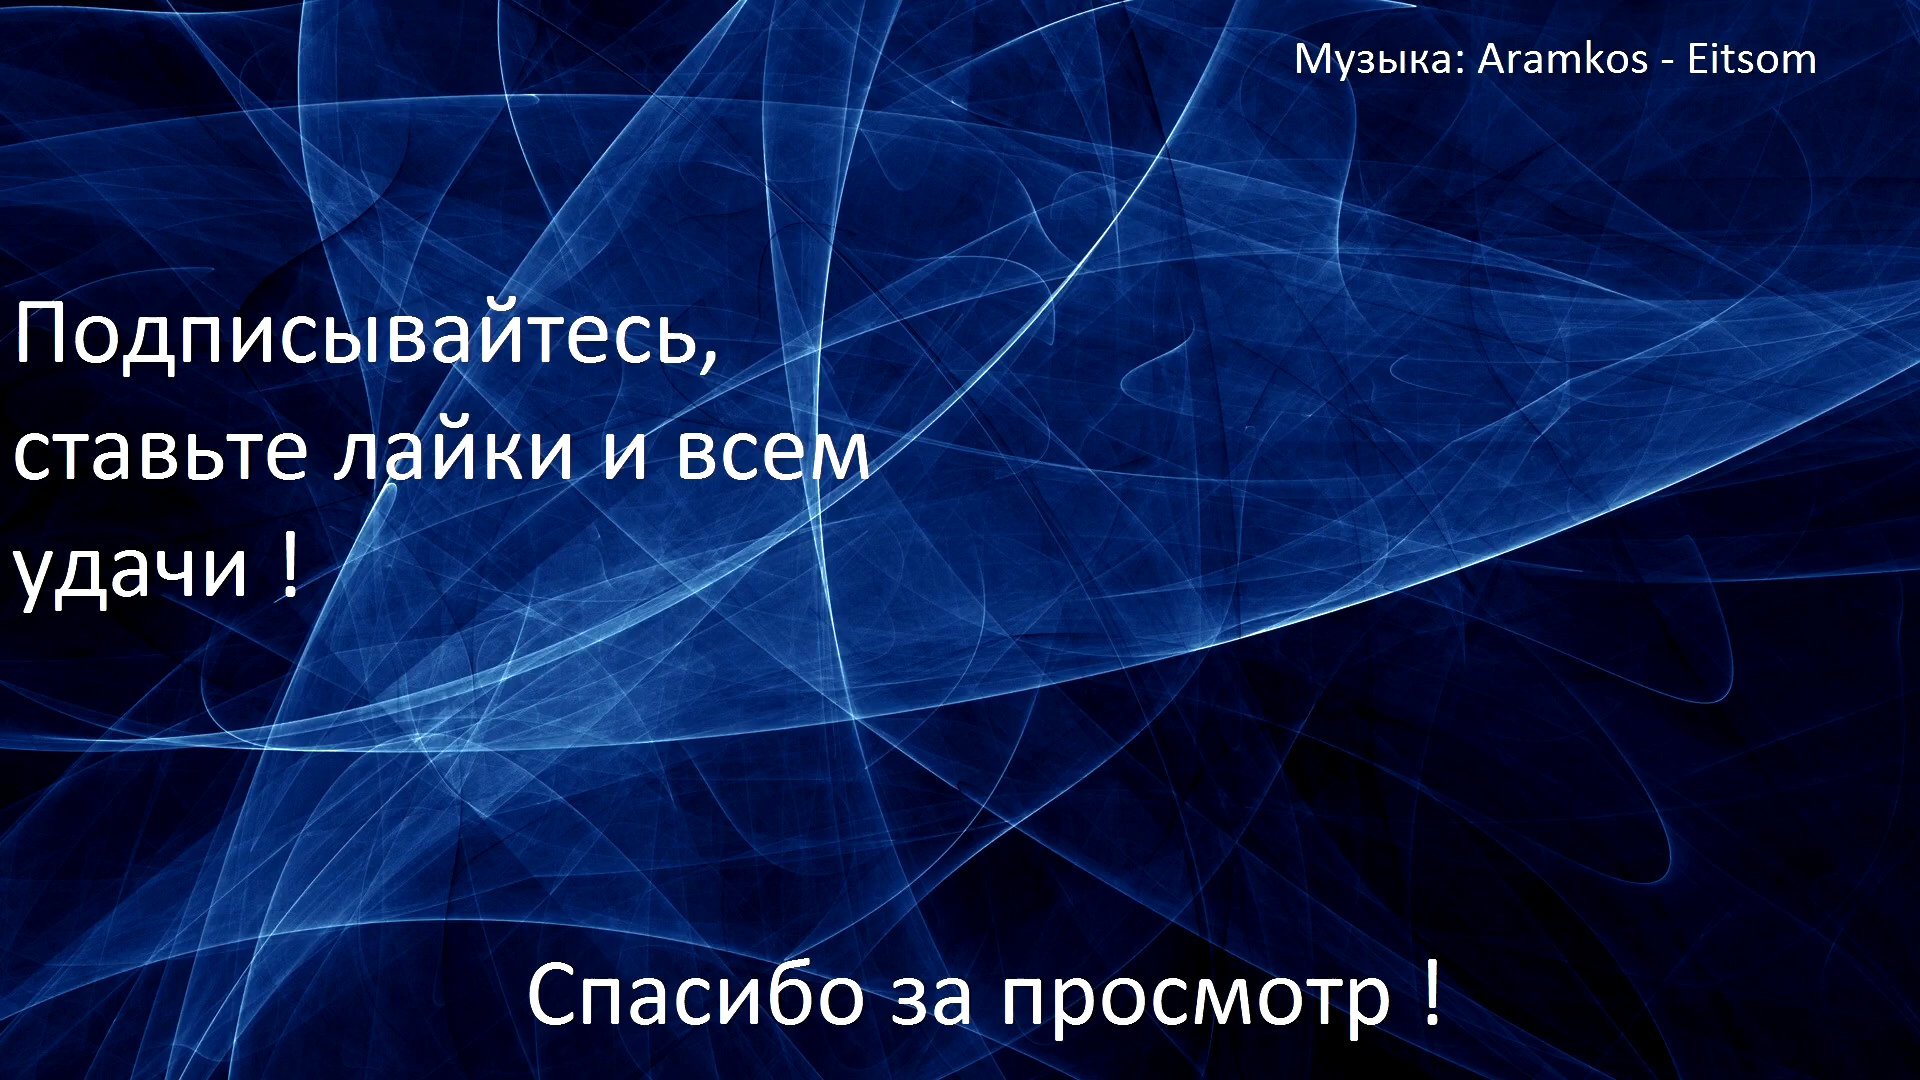 Музыка: Aramkos - Eitsom
Подписывайтесь,
ставьте лайки и всем
удачи !
Спасибо за просмотр !